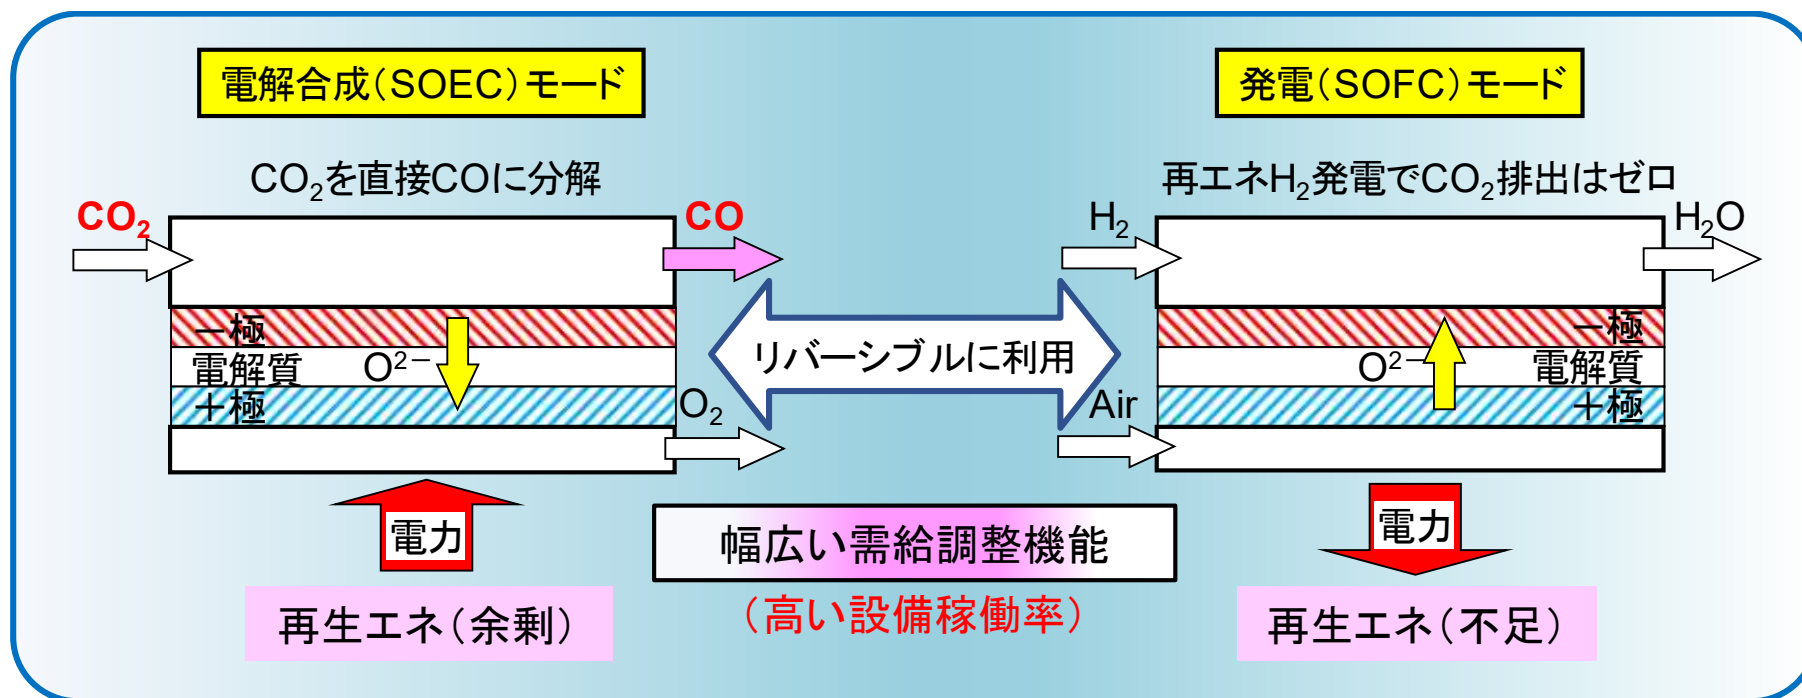 電解合成(SOEC)モード
CO₂を直接COに分解
CO₂
CO
－極
電解質
O²⁻
＋極
O₂
電力
再生エネ(余剰)
リバーシブルに利用
幅広い需給調整機能
(高い設備稼働率)
発電(SOFC)モード
再エネH₂発電でCO₂排出はゼロ
H₂
H₂O
－極
O²⁻
電解質
＋極
Air
電力
再生エネ(不足)